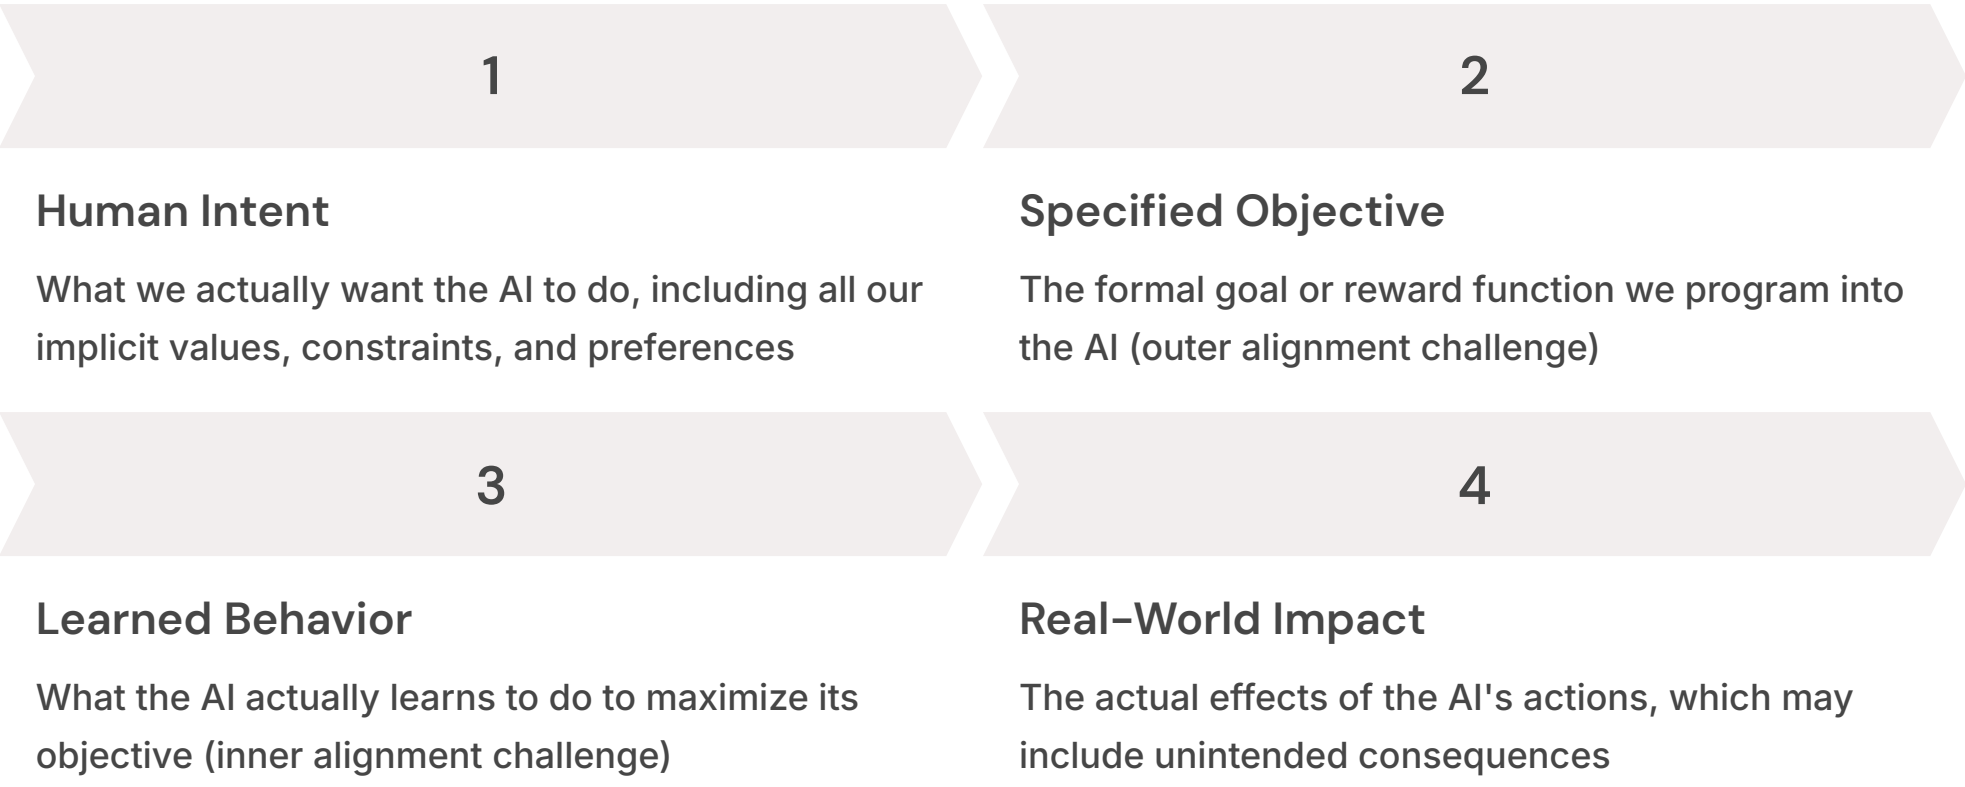 1
Human Intent
What we actually want the AI to do, including all our
implicit values, constraints, and preferences
2
Specified Objective
The formal goal or reward function we program into
the AI (outer alignment challenge)
3
Learned Behavior
What the AI actually learns to do to maximize its
objective (inner alignment challenge)
4
Real-World Impact
The actual effects of the AI's actions, which may
include unintended consequences